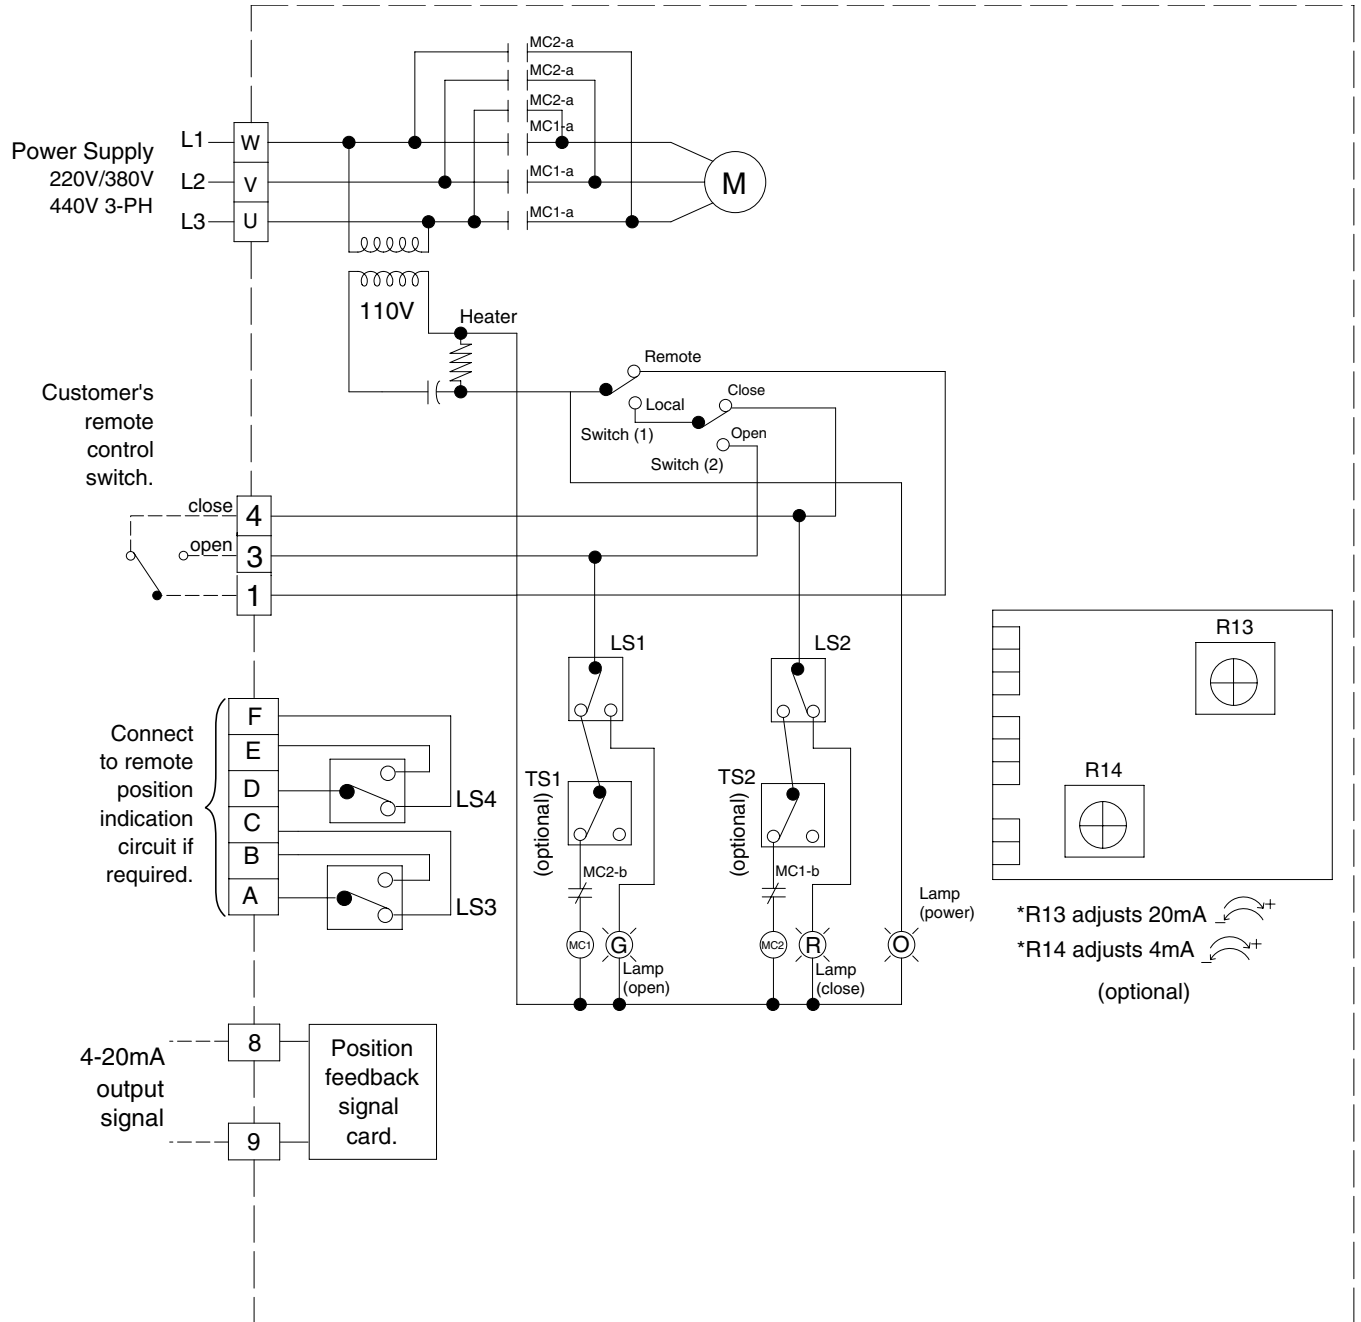 MC2-a
MC2-a
MC2-a
MC1-a
MC1-a
MC1-a
Power Supply
220V/380V
440V 3-PH
L1
L2
L3
W
V
U
M
110V
Heater
Remote
Local
Switch (1)
Close
Open
Switch (2)
Customer's
remote
control
switch.
close
open
4
3
1
LS1
LS2
R13
R14
Connect
to remote
position
indication
circuit if
required.
F
E
D
C
B
A
LS4
LS3
TS1
(optional)
TS2
(optional)
MC2-b
MC1-b
MC1
G
Lamp
(open)
MC2
R
Lamp
(close)
O
Lamp
(power)
*R13 adjusts 20mA - +
*R14 adjusts 4mA - +
(optional)
4-20mA
output
signal
8
9
Position
feedback
signal
card.